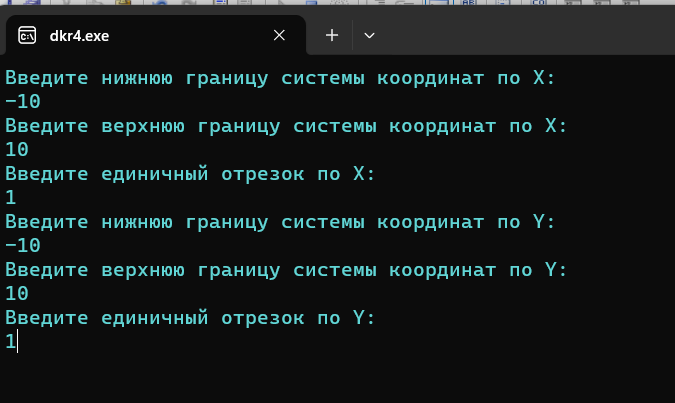 dkr4.exe
Введите нижнюю границу системы координат по X:
-10
Введите верхнюю границу системы координат по X:
10
Введите единичный отрезок по X:
1
Введите нижнюю границу системы координат по Y:
-10
Введите верхнюю границу системы координат по Y:
10
Введите единичный отрезок по Y:
1